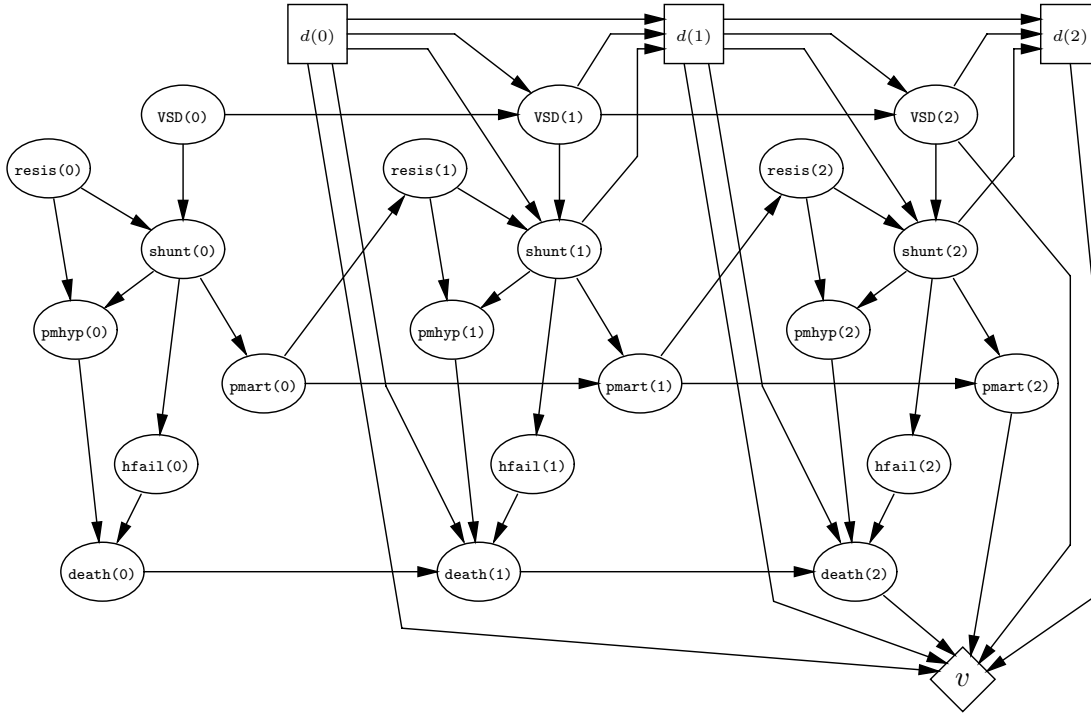 d(0)
d(1)
d(2)
VSD(0)
VSD(1)
VSD(2)
resis(0)
resis(1)
resis(2)
shunt(0)
shunt(1)
shunt(2)
pmhyp(0)
pmhyp(1)
pmhyp(2)
pmart(0)
pmart(1)
pmart(2)
hfail(0)
hfail(1)
hfail(2)
death(0)
death(1)
death(2)
v